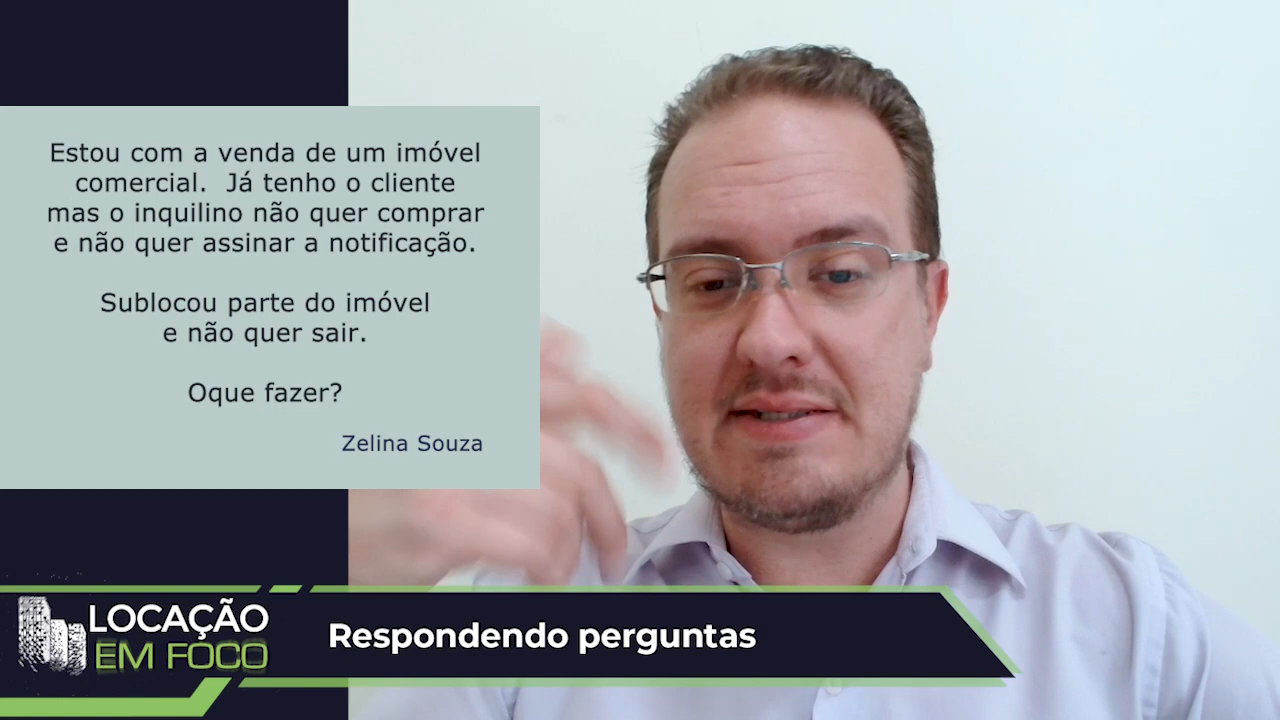 Estou com a venda de um imóvel
comercial.  Já tenho o cliente
mas o inquilino não quer comprar
e não quer assinar a notificação.
Sublocou parte do imóvel
e não quer sair.
Oque fazer?
Zelina Souza
LOCAÇÃO
EM FOCO
Respondendo perguntas